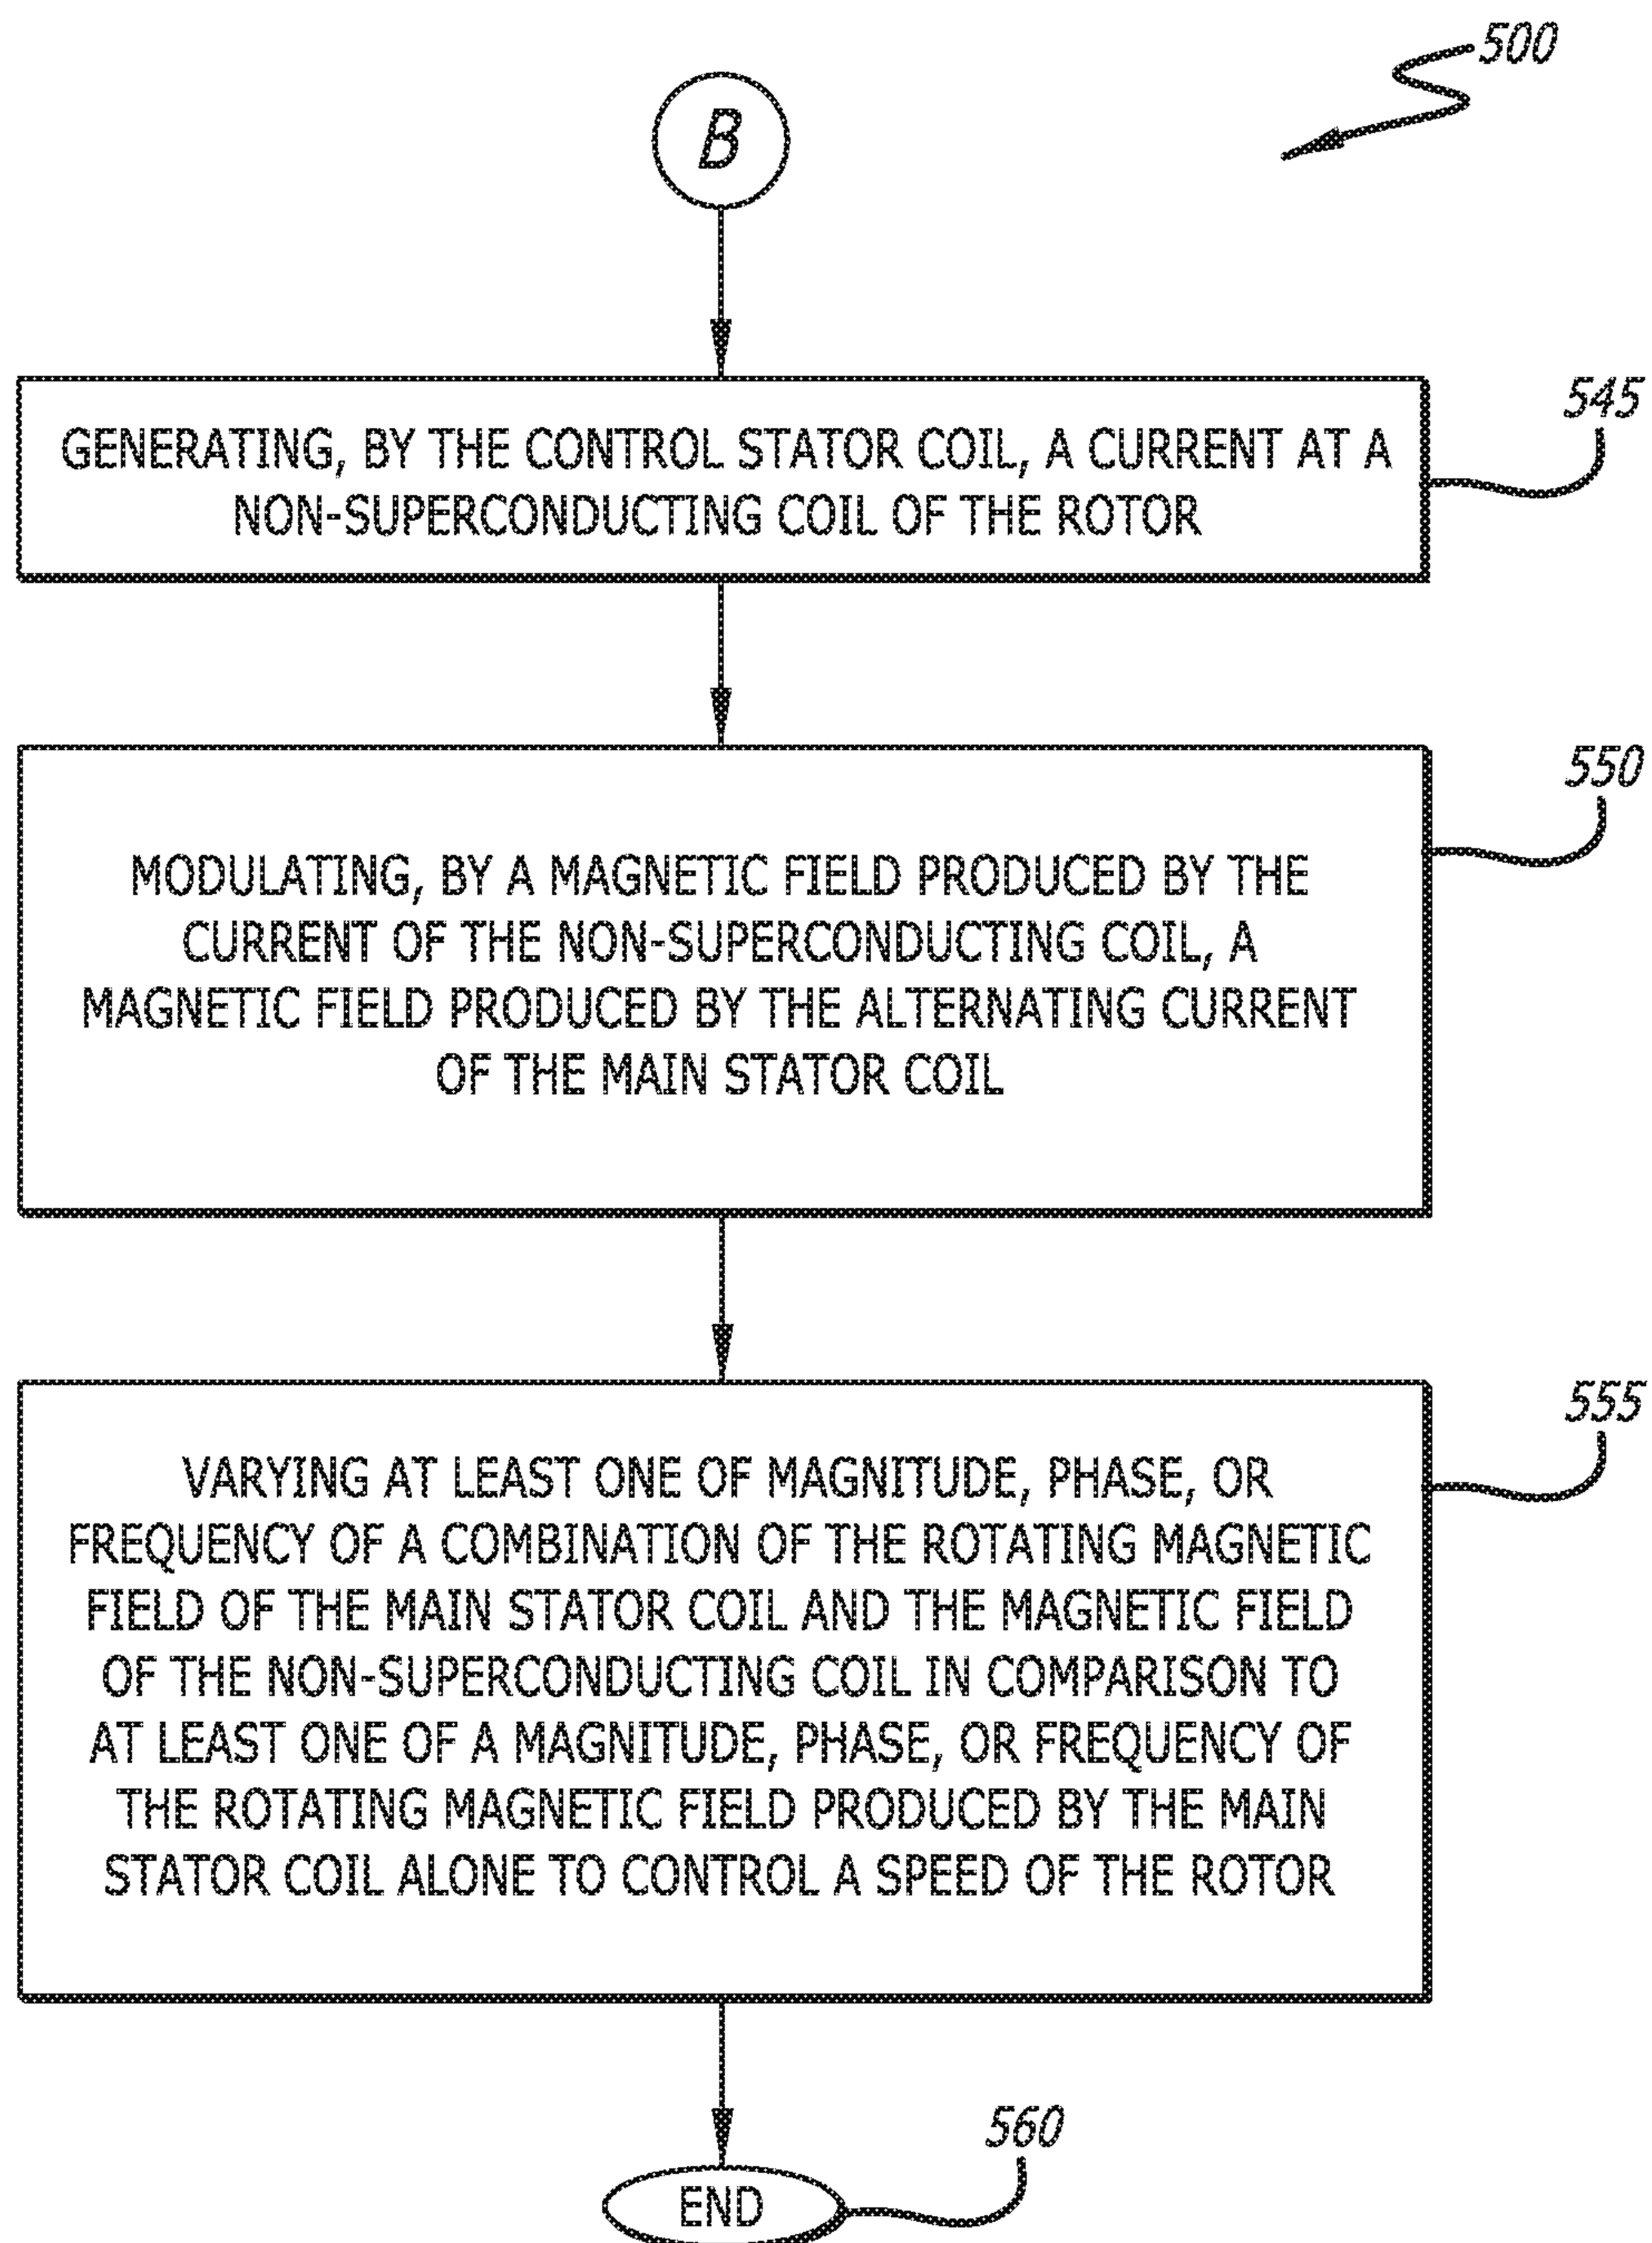 500
B
545
GENERATING, BY THE CONTROL STATOR COIL, A CURRENT AT A
NON-SUPERCONDUCTING COIL OF THE ROTOR
550
MODULATING, BY A MAGNETIC FIELD PRODUCED BY THE
CURRENT OF THE NON-SUPERCONDUCTING COIL, A
MAGNETIC FIELD PRODUCED BY THE ALTERNATING CURRENT
OF THE MAIN STATOR COIL
555
VARYING AT LEAST ONE OF MAGNITUDE, PHASE, OR
FREQUENCY OF A COMBINATION OF THE ROTATING MAGNETIC
FIELD OF THE MAIN STATOR COIL AND THE MAGNETIC FIELD
OF THE NON-SUPERCONDUCTING COIL IN COMPARISON TO
AT LEAST ONE OF A MAGNITUDE, PHASE, OR FREQUENCY OF
THE ROTATING MAGNETIC FIELD PRODUCED BY THE MAIN
STATOR COIL ALONE TO CONTROL A SPEED OF THE ROTOR
560
END